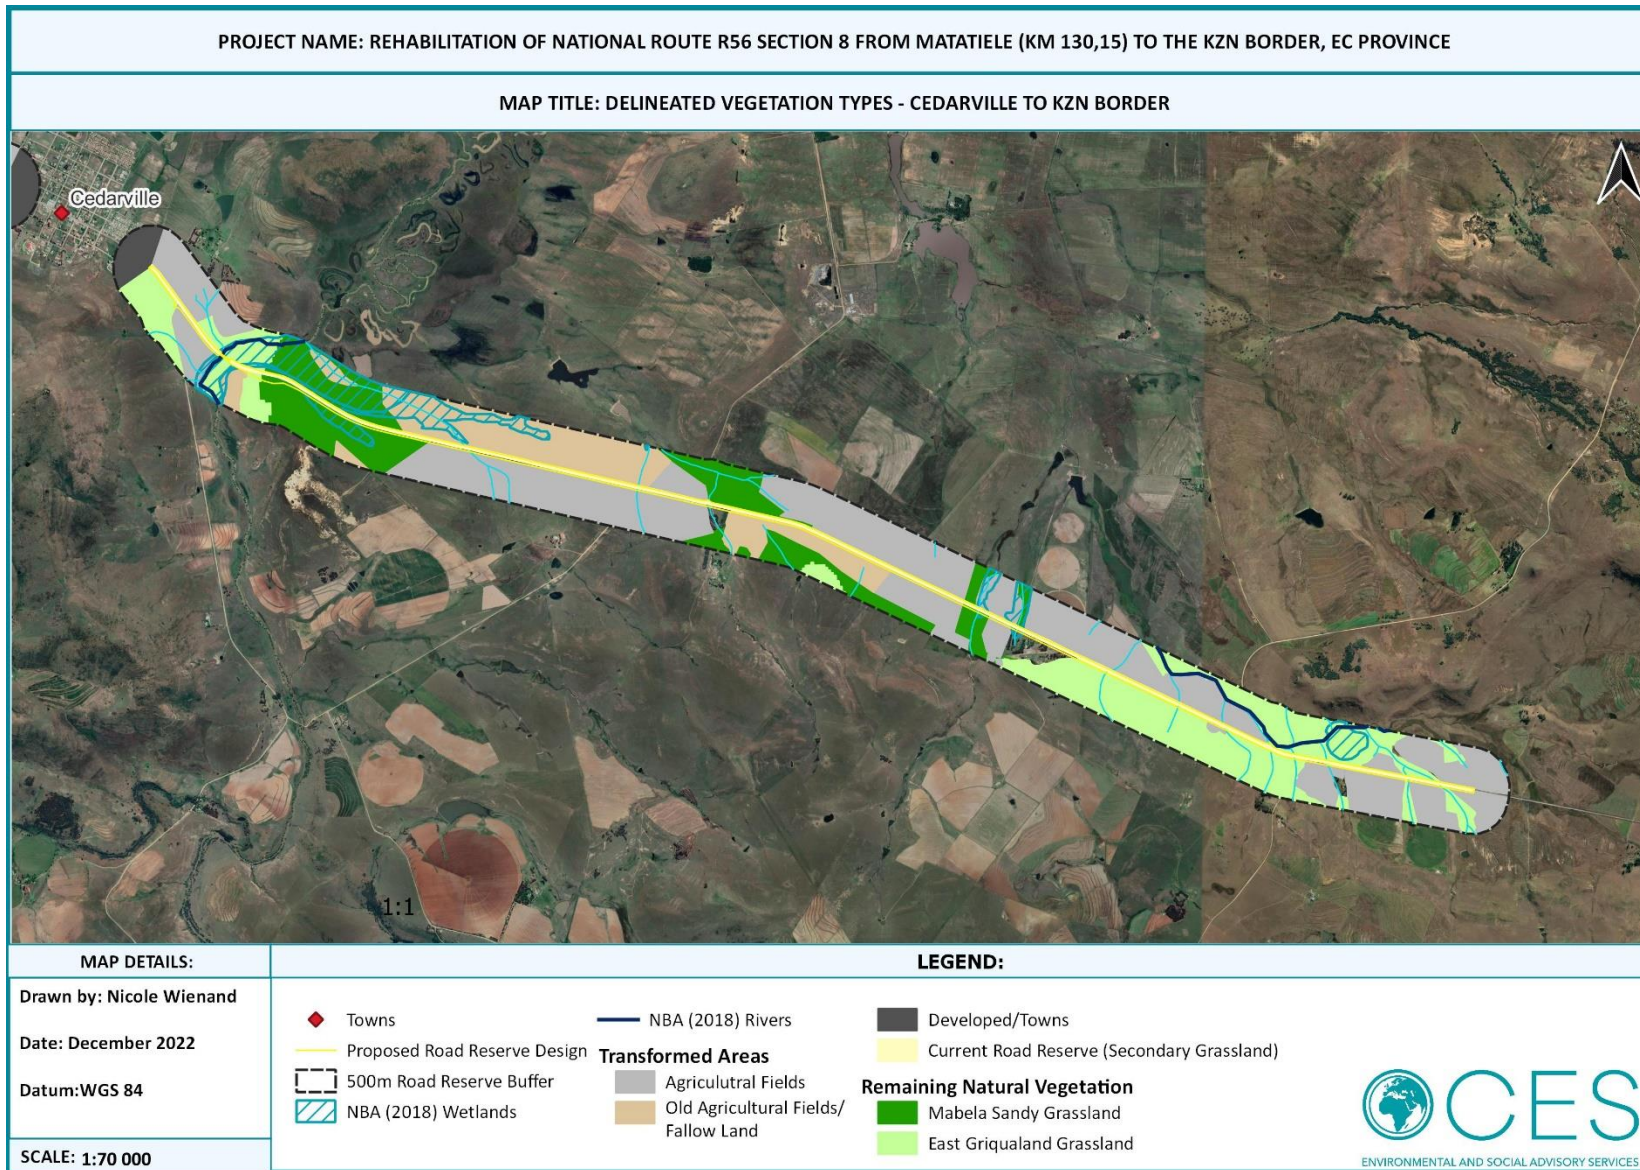 PROJECT NAME: REHABILITATION OF NATIONAL ROUTE R56 SECTION 8 FROM MATATIELE (KM 130,15) TO THE KZN BORDER, EC PROVINCE
MAP TITLE: DELINEATED VEGETATION TYPES - CEDARVILLE TO KZN BORDER
Cedarville
1:1
MAP DETAILS:
Drawn by: Nicole Wienand
Date: December 2022
Datum:WGS 84
SCALE: 1:70 000
LEGEND:
Towns
Proposed Road Reserve Design
500m Road Reserve Buffer
NBA (2018) Wetlands
NBA (2018) Rivers
Transformed Areas
Agriculutral Fields
Old Agricultural Fields/
Fallow Land
Developed/Towns
Current Road Reserve (Secondary Grassland)
Remaining Natural Vegetation
Mabela Sandy Grassland
East Griqualand Grassland
CES
ENVIRONMENTAL AND SOCIAL ADVISORY SERVICES